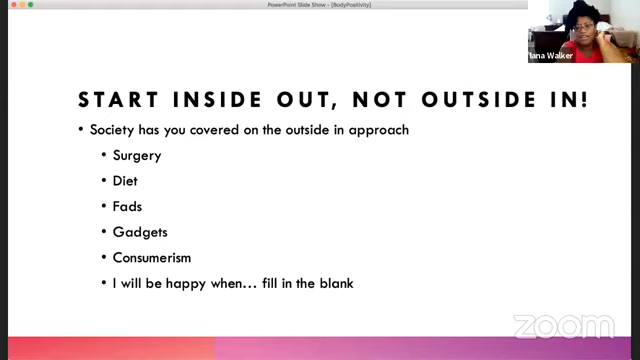 PowerPoint Slide Show - [BodyPositivity]
Walker
START INSIDE OUT, NOT OUTSIDE IN!
• Society has you covered on the outside in approach
• Surgery
• Diet
• Fads
• Gadgets
• Consumerism
• I will be happy when... fill in the blank
zoom